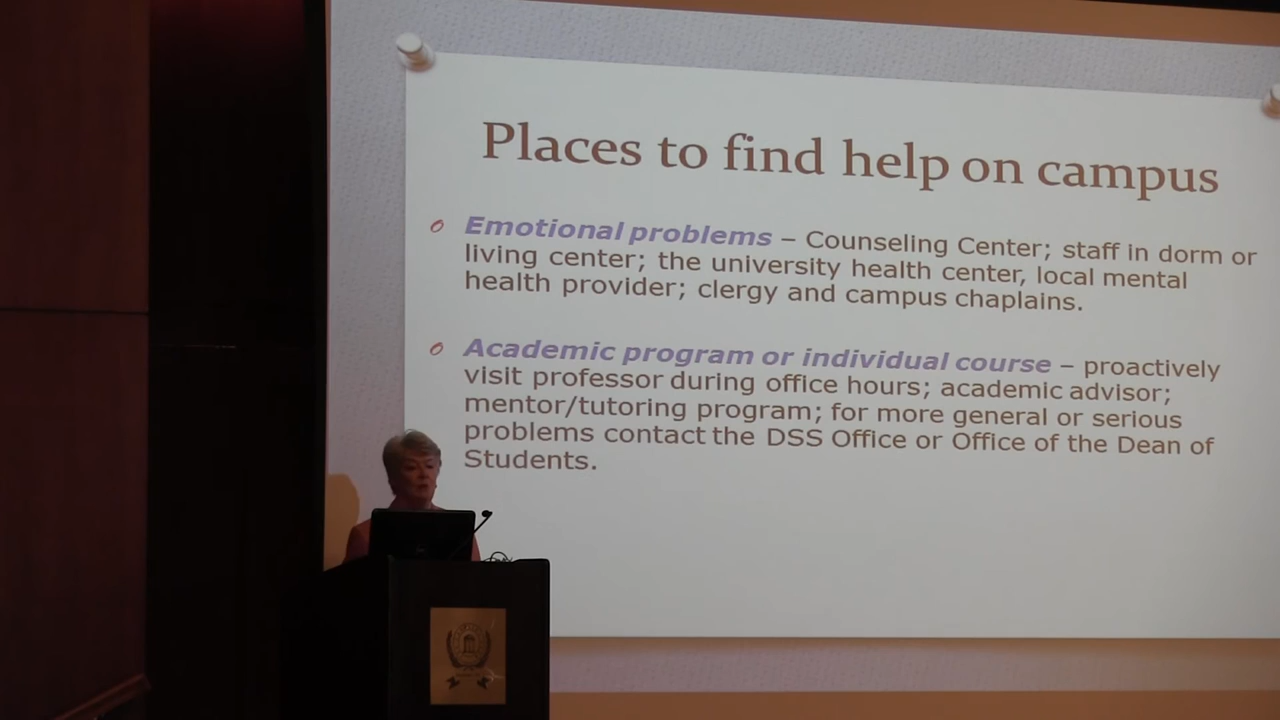 Places to find help on campus
Emotional problems – Counseling Center; staff in dorm or
living center; the university health center, local mental
health provider; clergy and campus chaplains.
Academic program or individual course – proactively
visit professor during office hours; academic advisor;
mentor/tutoring program; for more general or serious
problems contact the DSS Office or Office of the Dean of
Students.